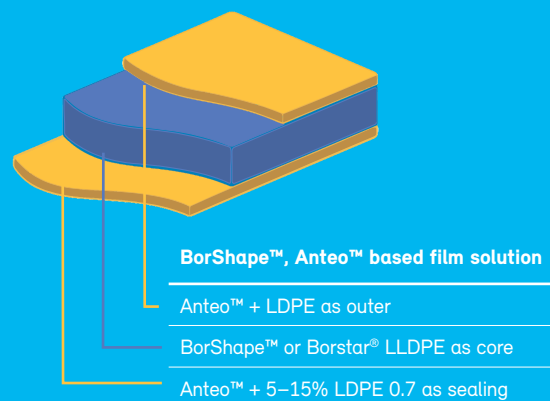 BorShape™, Anteo™ based film solution
Anteo™ + LDPE as outer
BorShape™ or Borstar® LLDPE as core
Anteo™ + 5–15% LDPE 0.7 as sealing